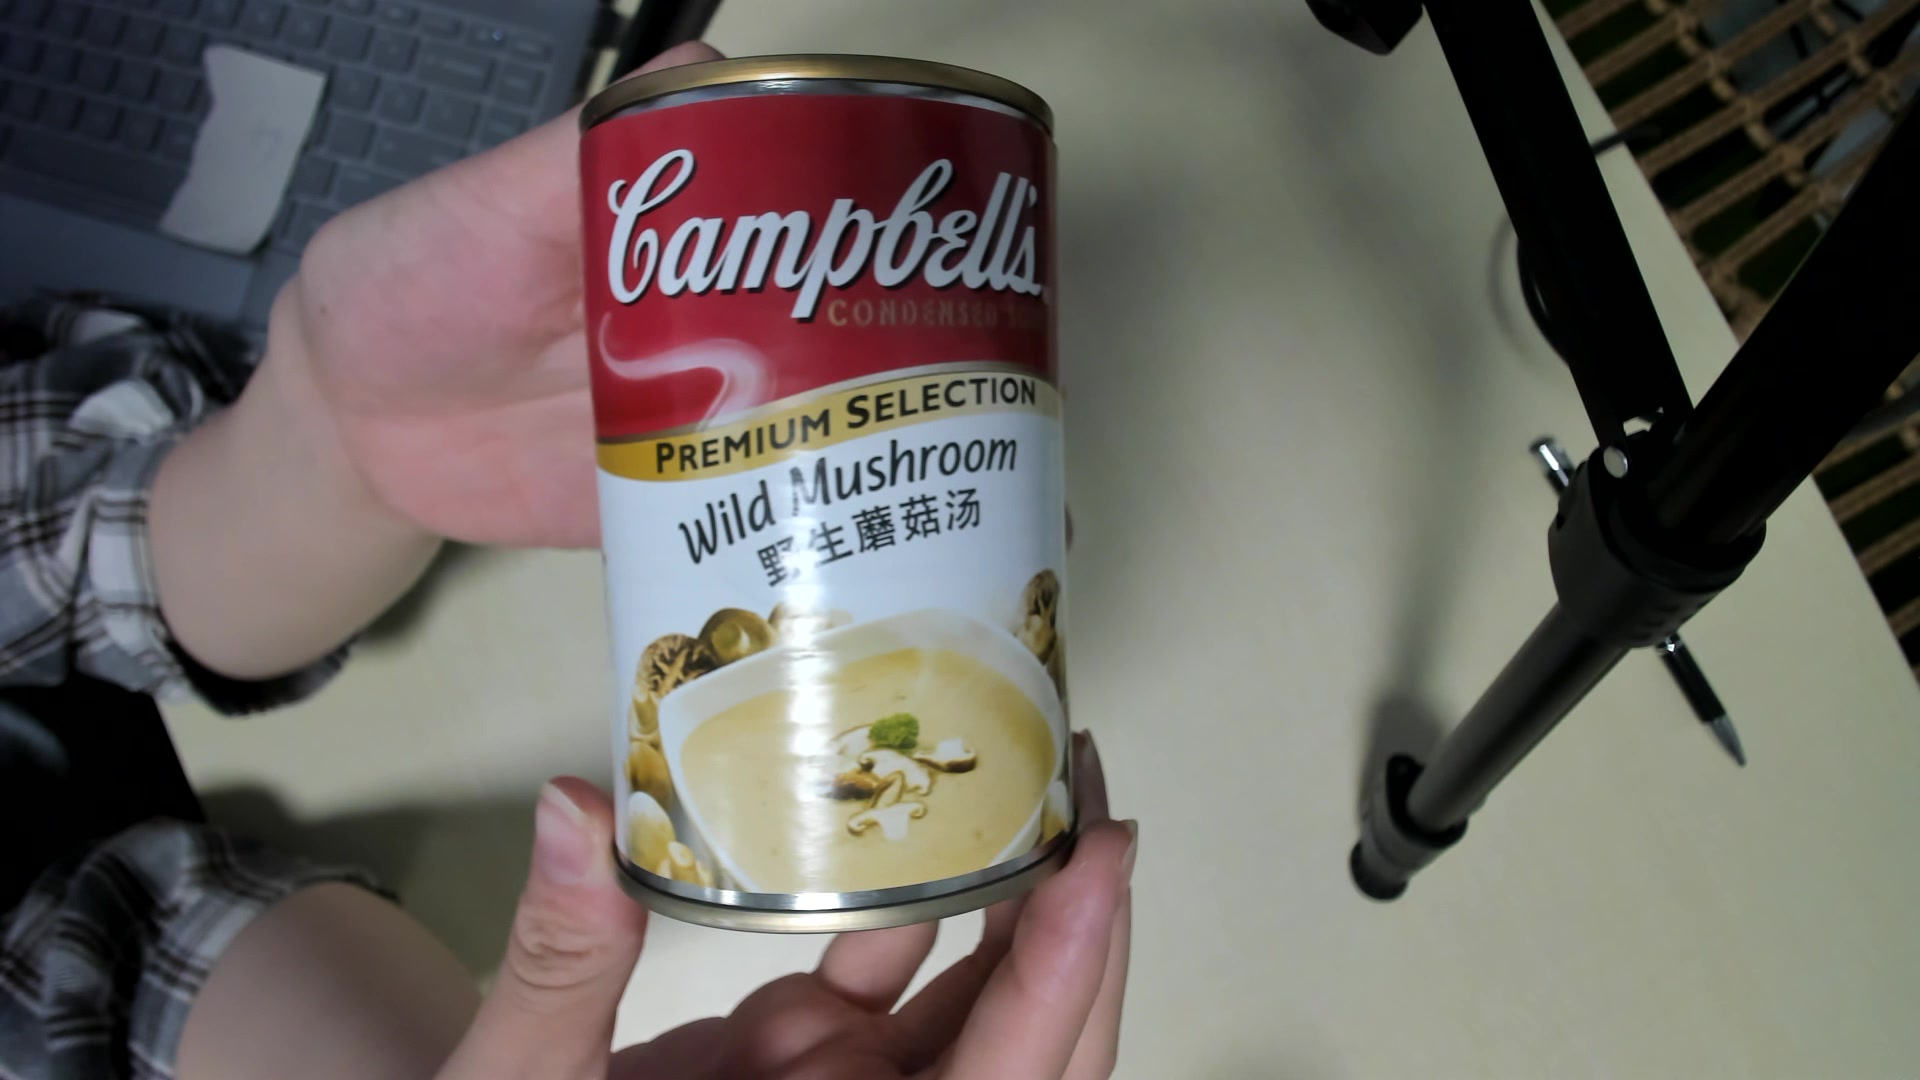 Campbell's
CONDENSED
PREMIUM SELECTION
Wild Mushroom
野生蘑菇汤